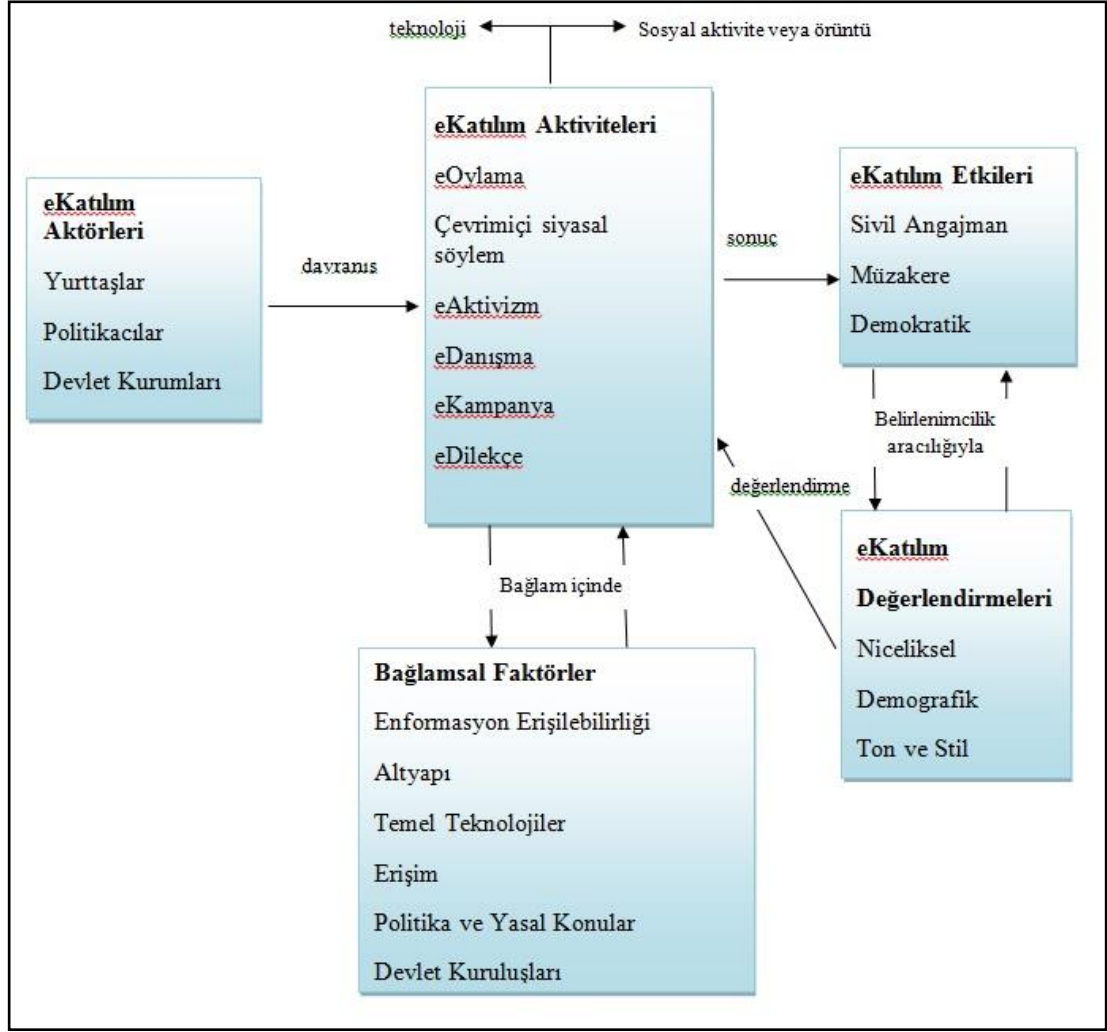 teknoloji
Sosyal aktivite veya örüntü
eKatılım Aktörleri
Yurttaşlar
Politikacılar
Devlet Kurumları
davranış
eKatılım Aktiviteleri
eOylama
Çevrimiçi siyasal
söylem
eAktivizm
eDanışma
eKampanya
eDilekçe
sonuç
eKatılım Etkileri
Sivil Angajman
Müzakere
Demokratik
Belirlenimcilik
aracılığıyla
değerlendirme
eKatılım
Değerlendirmeleri
Niceliksel
Demografik
Ton ve Stil
Bağlam içinde
Bağlamsal Faktörler
Enformasyon Erişilebilirliği
Altyapı
Temel Teknolojiler
Erişim
Politika ve Yasal Konular
Devlet Kuruluşları